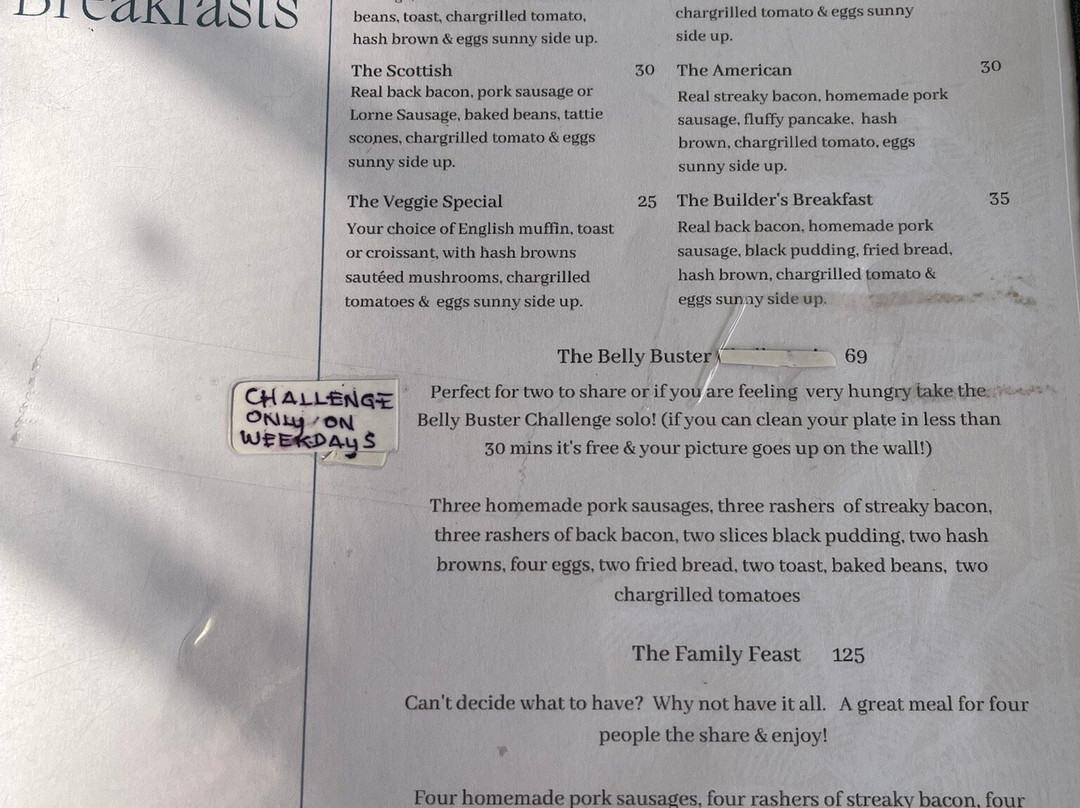 Breakfasts
beans, toast, chargrilled tomato,
hash brown & eggs sunny side up.
chargrilled tomato & eggs sunny
side up.
The Scottish 30
Real back bacon, pork sausage or
Lorne Sausage, baked beans, tattie
scones, chargrilled tomato & eggs
sunny side up.
The American 30
Real streaky bacon, homemade pork
sausage, fluffy pancake, hash
brown, chargrilled tomato, eggs
sunny side up.
The Veggie Special 25
Your choice of English muffin, toast
or croissant, with hash browns
sautéed mushrooms, chargrilled
tomatoes & eggs sunny side up.
The Builder's Breakfast 35
Real back bacon, homemade pork
sausage, black pudding, fried bread,
hash brown, chargrilled tomato &
eggs sunny side up.
The Belly Buster 69
CHALLENGE
ONLY ON
WEEKDAYS
Perfect for two to share or if you are feeling very hungry take the
Belly Buster Challenge solo! (if you can clean your plate in less than
30 mins it's free & your picture goes up on the wall!)
Three homemade pork sausages, three rashers of streaky bacon,
three rashers of back bacon, two slices black pudding, two hash
browns, four eggs, two fried bread, two toast, baked beans, two
chargrilled tomatoes
The Family Feast 125
Can't decide what to have? Why not have it all. A great meal for four
people the share & enjoy!
Four homemade pork sausages, four rashers of streaky bacon, four